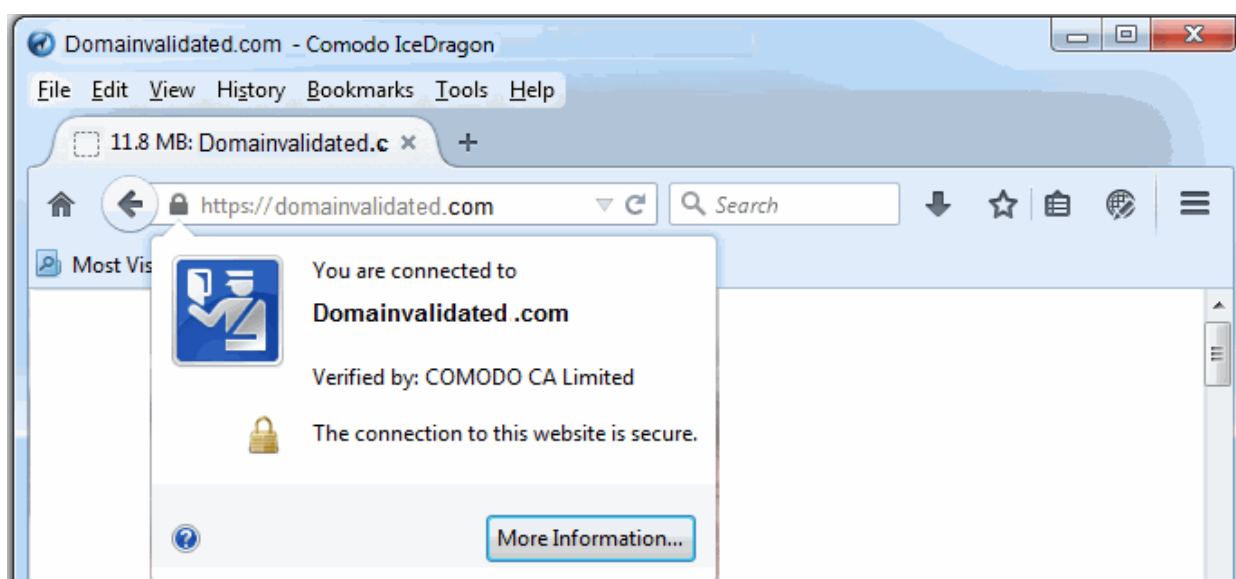 Domainvalidated.com - Comodo IceDragon
File Edit View History Bookmarks Tools Help
11.8 MB: Domainvalidated.c
https://domainvalidated.com
Search
Most Vis
You are connected to
Domainvalidated .com
Verified by: COMODO CA Limited
The connection to this website is secure.
More Information...